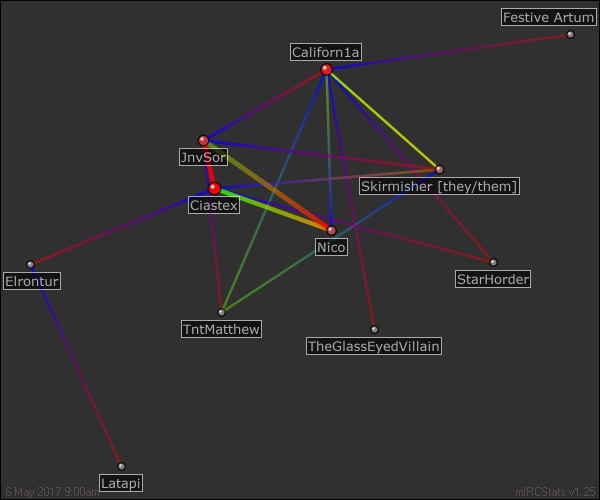 Festive Artum
Californ1a
JnvSor
Skirmisher [they/them]
Ciastex
Nico
Elrontur
StarHorder
TntMatthew
TheGlassEyedVillain
Latapi
6 May 2017 9:00am
mIRCStats v1.25